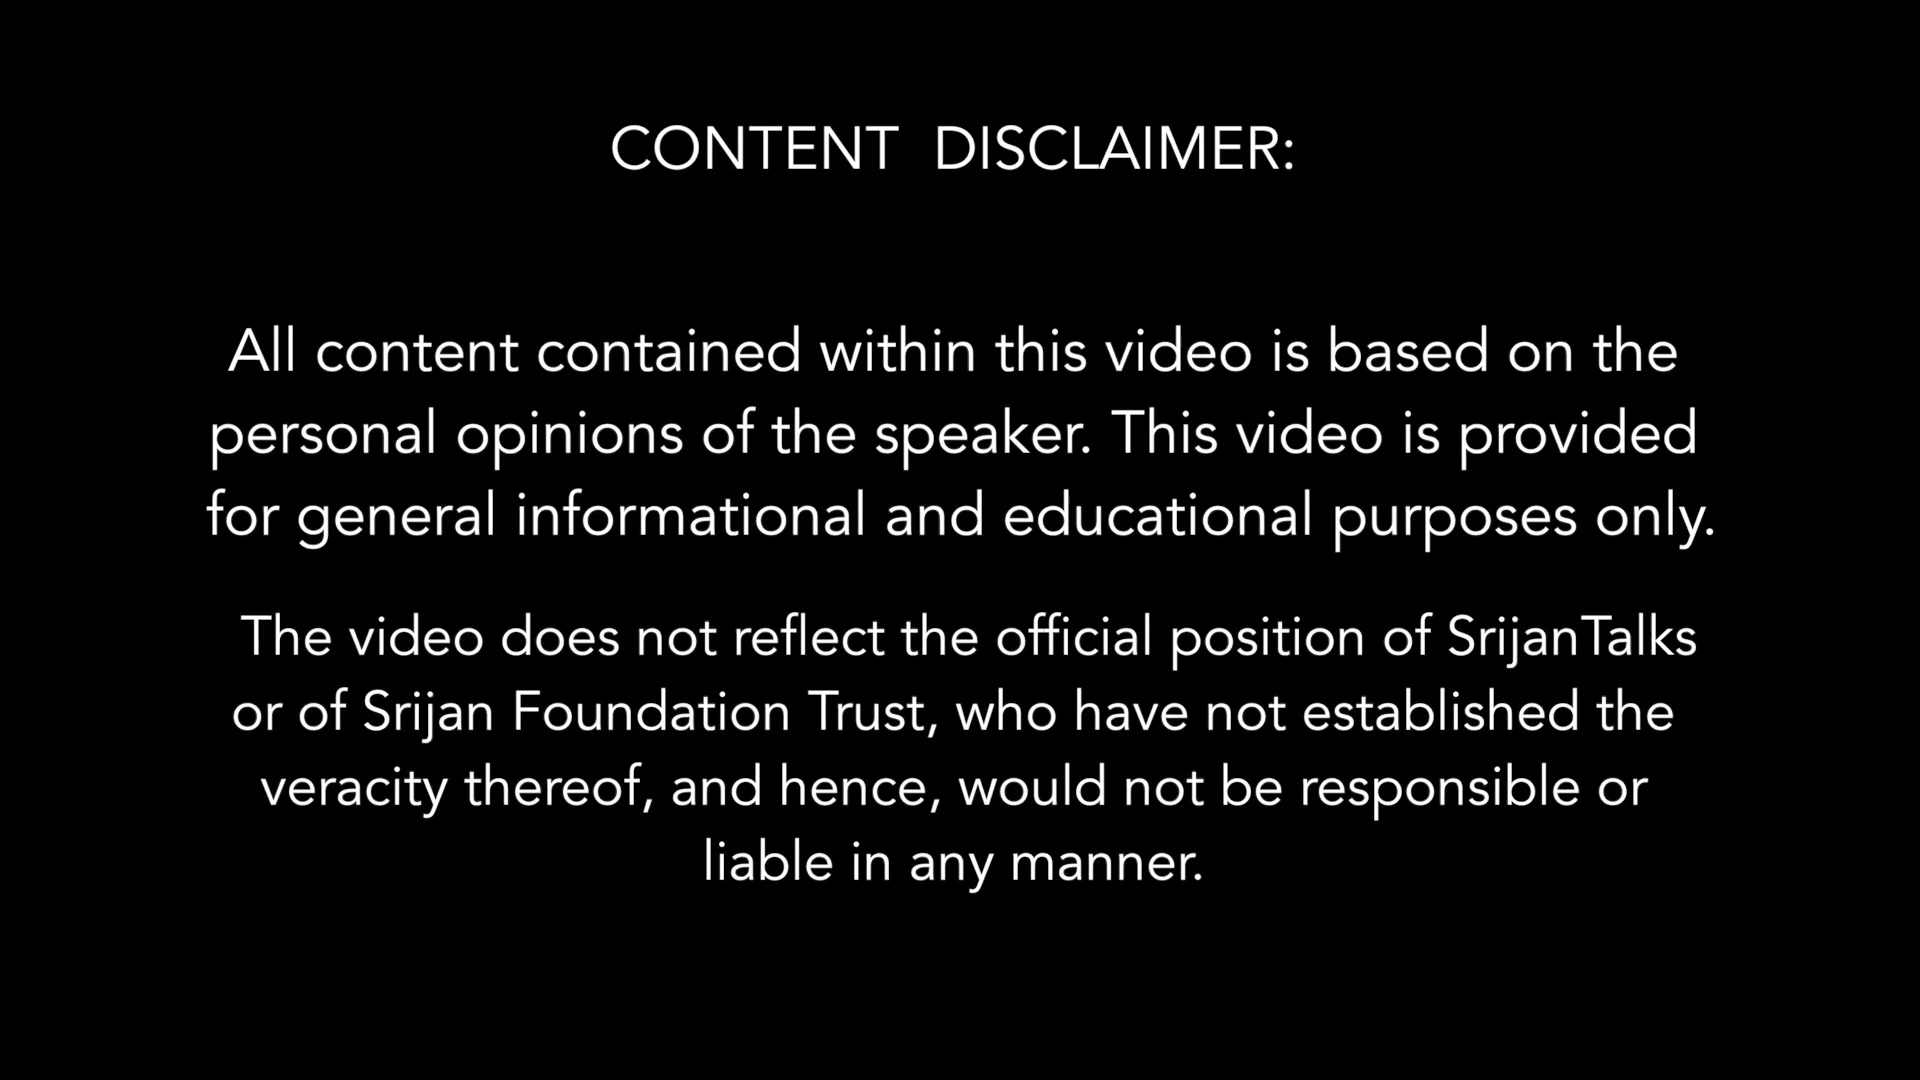 CONTENT DISCLAIMER:
All content contained within this video is based on the
personal opinions of the speaker. This video is provided
for general informational and educational purposes only.
The video does not reflect the official position of SrijanTalks
or of Srijan Foundation Trust, who have not established the
veracity thereof, and hence, would not be responsible or
liable in any manner.